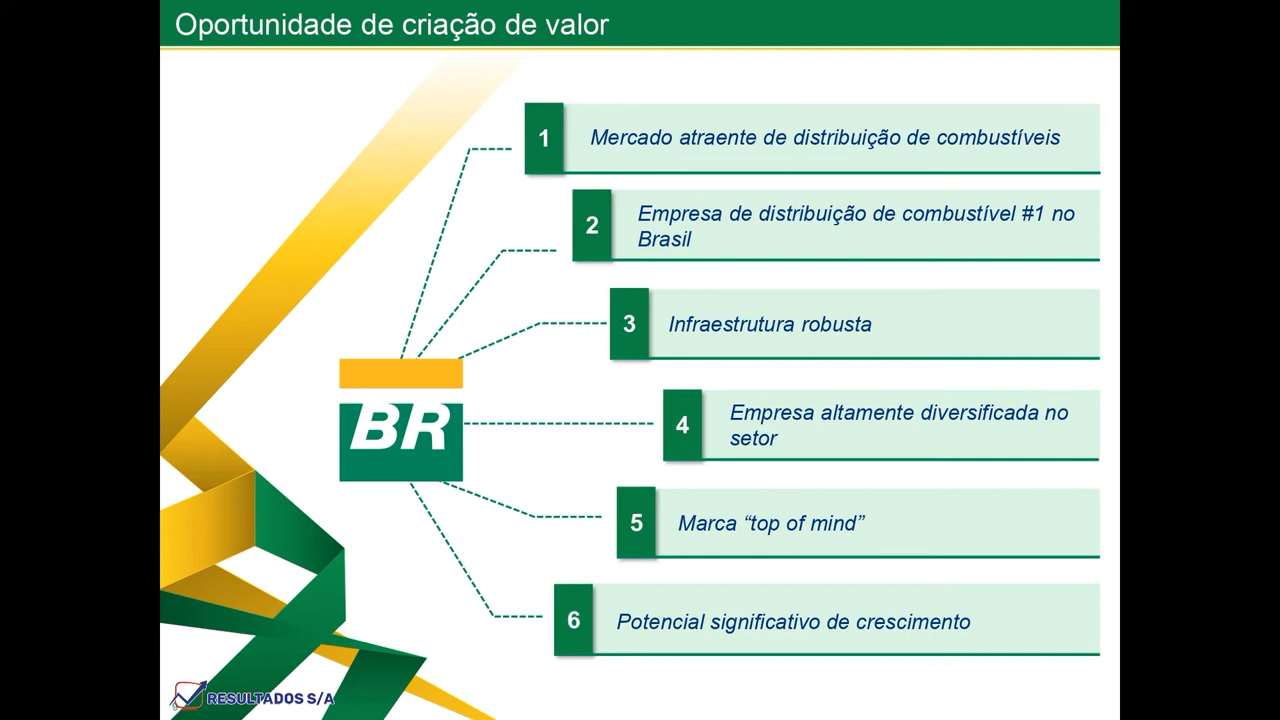 Oportunidade de criação de valor
1
Mercado atraente de distribuição de combustíveis
2
Empresa de distribuição de combustível #1 no
Brasil
3
Infraestrutura robusta
BR
4
Empresa altamente diversificada no
setor
5
Marca “top of mind”
6
Potencial significativo de crescimento
RESULTADOS S/A